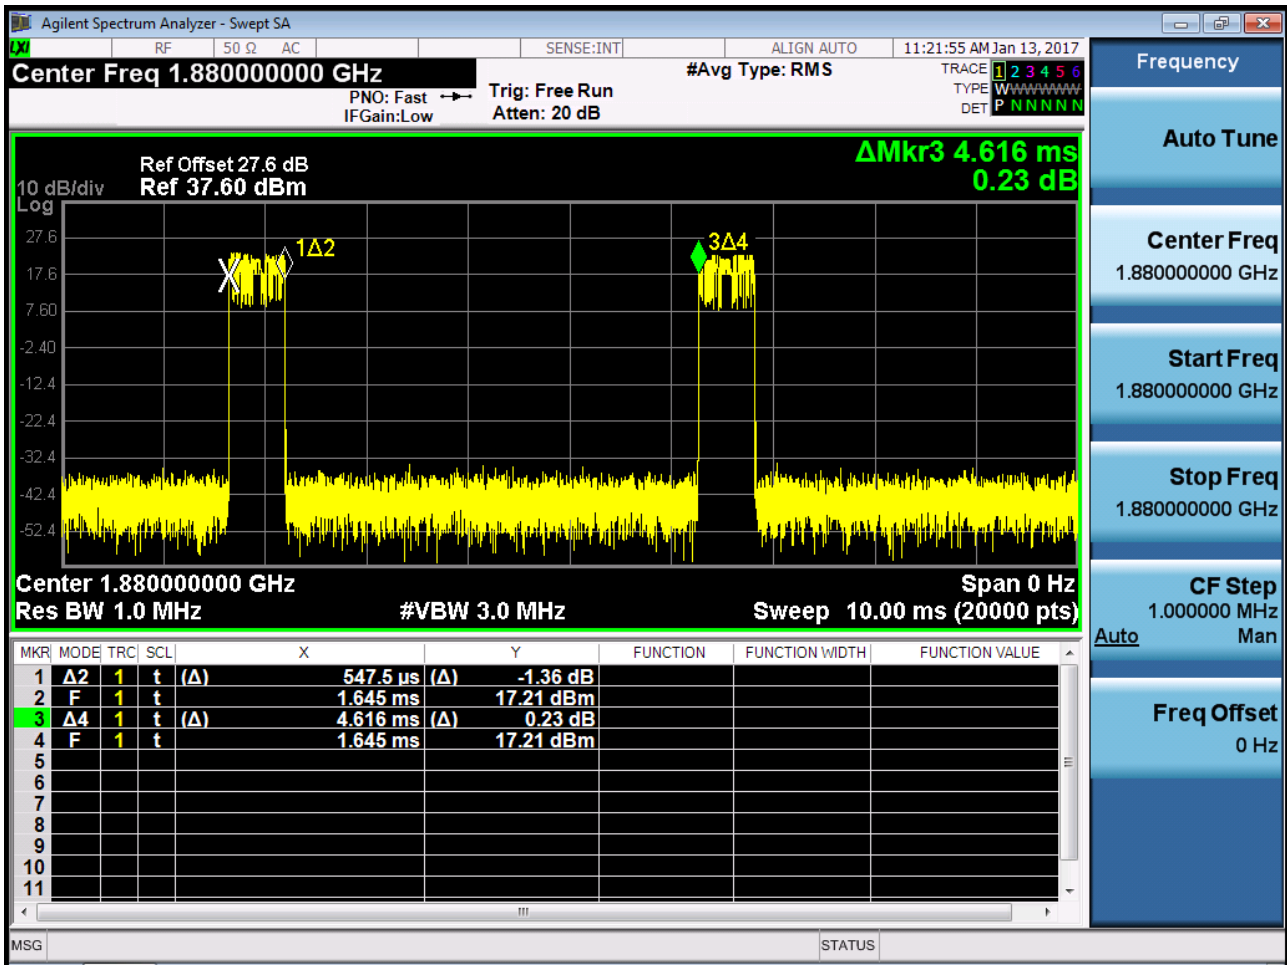 Agilent Spectrum Analyzer - Swept SA
LXI RF 50 Ω AC SENSE:INT ALIGN AUTO 11:21:55 AM Jan 13, 2017
Center Freq 1.880000000 GHz
#Avg Type: RMS
TRACE 1 2 3 4 5 6
PNO: Fast
Trig: Free Run
TYPE WWWWWW
IFGain:Low
Atten: 20 dB
DET P N N N N N
ΔMkr3 4.616 ms
0.23 dB
Ref Offset 27.6 dB
10 dB/div Ref 37.60 dBm
Log
27.6
17.6
7.60
-2.40
-12.4
-22.4
-32.4
-42.4
-52.4
1Δ2
3Δ4
Center 1.880000000 GHz Span 0 Hz
Res BW 1.0 MHz #VBW 3.0 MHz Sweep 10.00 ms (20000 pts)
MKR MODE TRC SCL X Y FUNCTION FUNCTION WIDTH FUNCTION VALUE
1 Δ2 1 t (Δ) 547.5 µs (Δ) -1.36 dB
2 F 1 t 1.645 ms 17.21 dBm
3 Δ4 1 t (Δ) 4.616 ms (Δ) 0.23 dB
4 F 1 t 1.645 ms 17.21 dBm
5
6
7
8
9
10
11
MSG STATUS
Frequency
Auto Tune
Center Freq
1.880000000 GHz
Start Freq
1.880000000 GHz
Stop Freq
1.880000000 GHz
CF Step
1.000000 MHz
Auto Man
Freq Offset
0 Hz